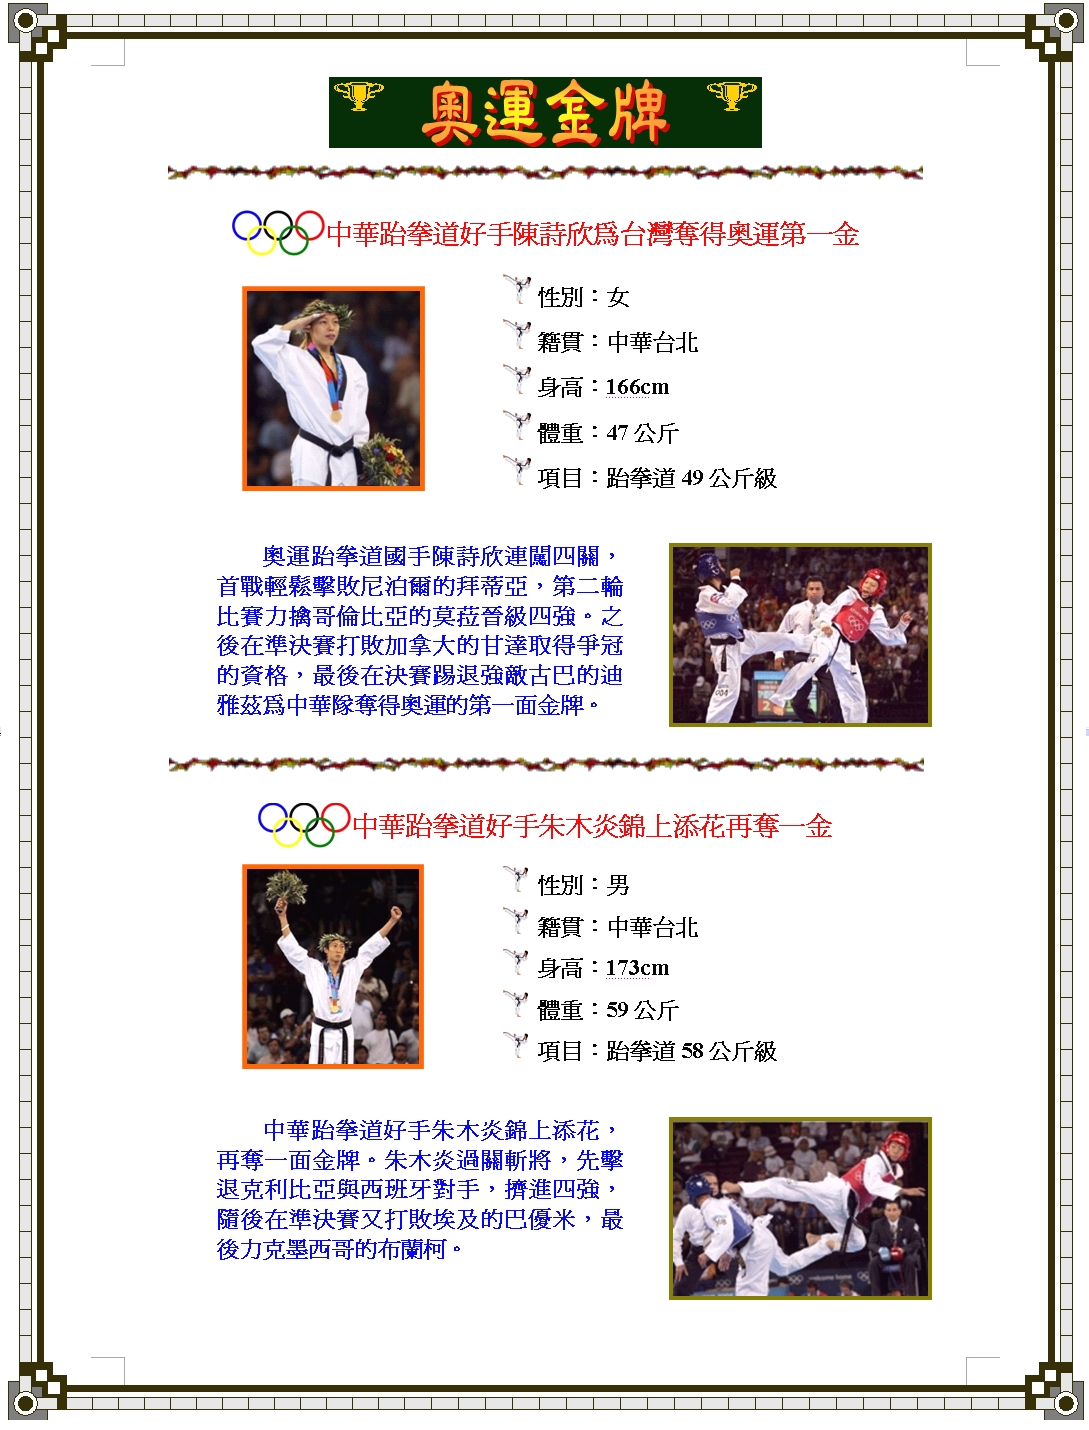 奧運金牌
中華跆拳道好手陳詩欣為台灣奪得奧運第一金
性別：女
籍貫：中華台北
身高：166cm
體重：47 公斤
項目：跆拳道 49 公斤級
奧運跆拳道國手陳詩欣連闖四關，
首戰輕鬆擊敗尼泊爾的拜蒂亞，第二輪
比賽力擒哥倫比亞的莫菈晉級四強。之
後在準決賽打敗加拿大的甘達取得爭冠
的資格，最後在決賽踢退強敵古巴的迪
雅茲為中華隊奪得奧運的第一面金牌。
中華跆拳道好手朱木炎錦上添花再奪一金
性別：男
籍貫：中華台北
身高：173cm
體重：59 公斤
項目：跆拳道 58 公斤級
中華跆拳道好手朱木炎錦上添花，
再奪一面金牌。朱木炎過關斬將，先擊
退克利比亞與西班牙對手，擠進四強，
隨後在準決賽又打敗埃及的巴優米，最
後力克墨西哥的布蘭柯。